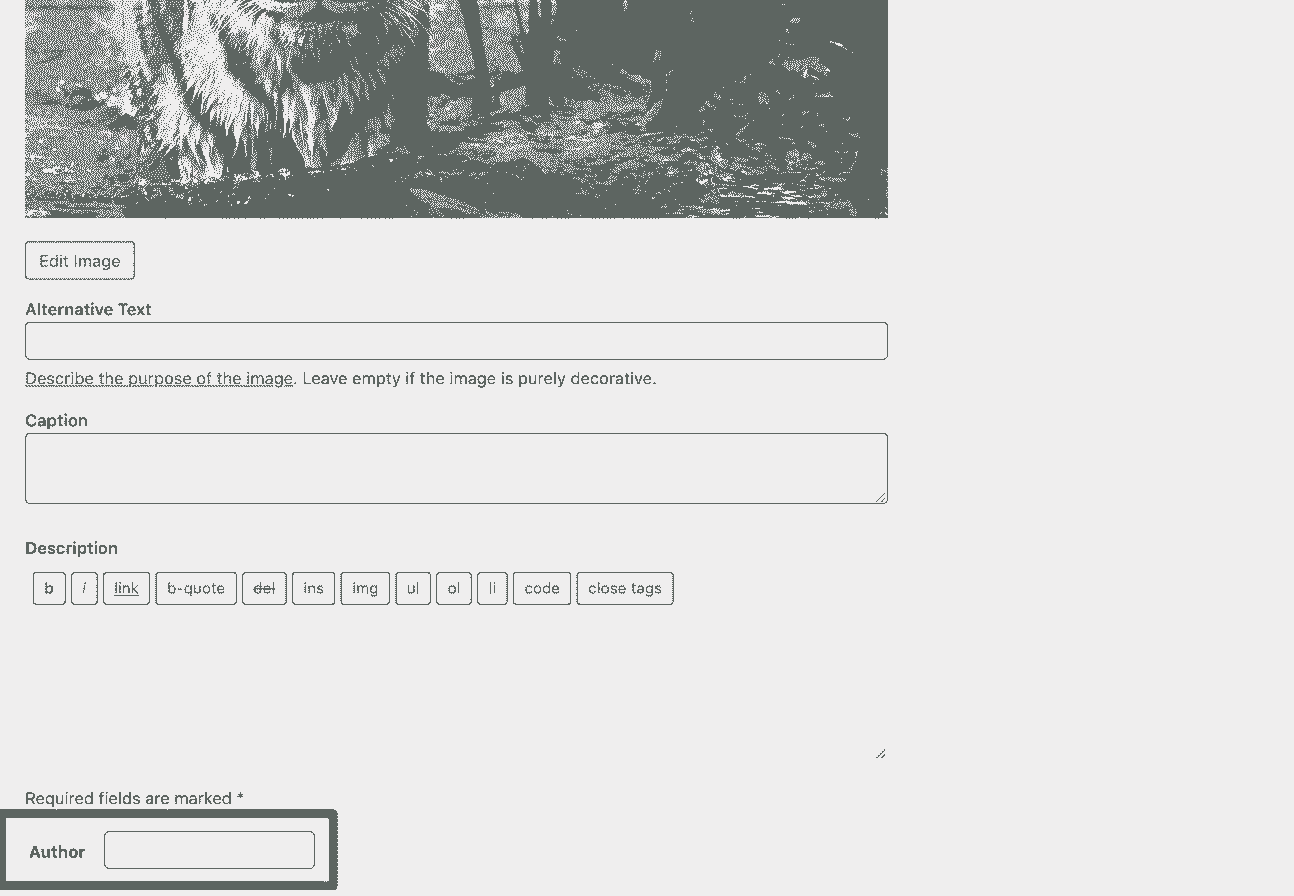 Edit Image
Alternative Text
Describe the purpose of the image. Leave empty if the image is purely decorative.
Caption
Description
b i link b-quote del ins img ul ol li code close tags
Required fields are marked *
Author